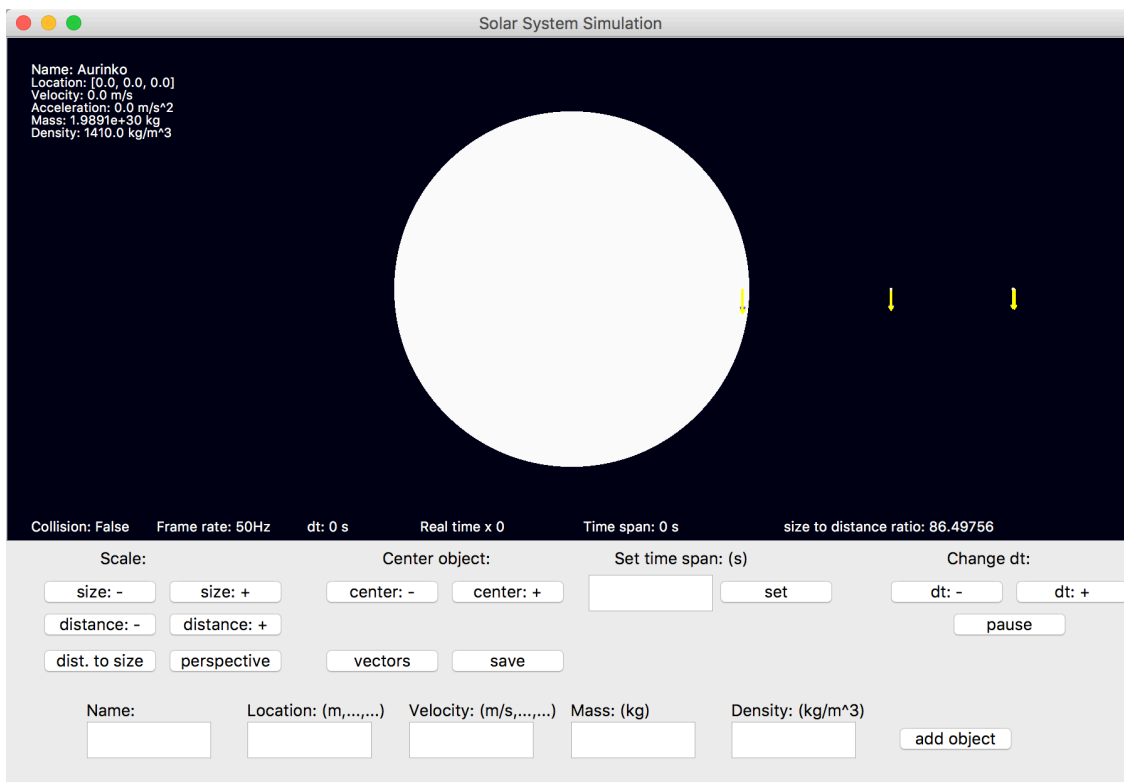 Solar System Simulation
Name: Aurinko
Location: [0.0, 0.0, 0.0]
Velocity: 0.0 m/s
Acceleration: 0.0 m/s^2
Mass: 1.9891e+30 kg
Density: 1410.0 kg/m^3
Collision: False Frame rate: 50Hz dt: 0 s Real time x 0 Time span: 0 s size to distance ratio: 86.49756
Scale: Center object: Set time span: (s) Change dt:
size: - size: + center: - center: + set dt: - dt: +
distance: - distance: + pause
dist. to size perspective vectors save
Name: Location: (m,...,...) Velocity: (m/s,...,...) Mass: (kg) Density: (kg/m^3)
add object